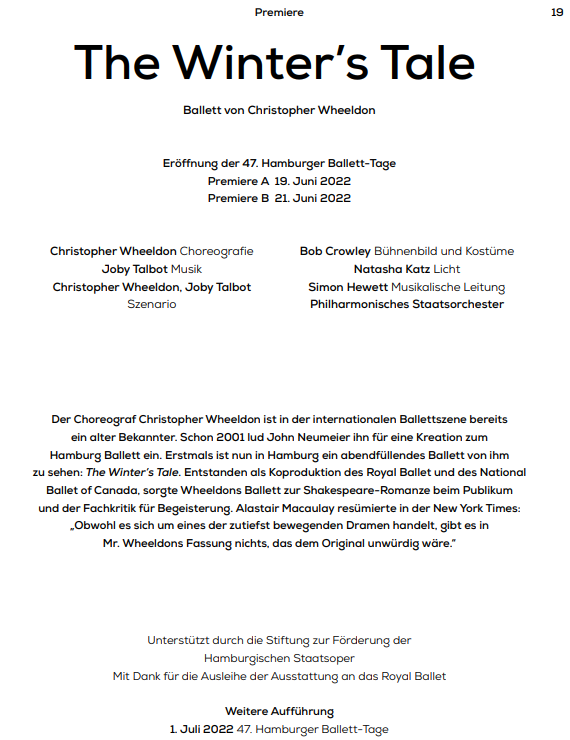 Premiere
19
The Winter's Tale
Ballett von Christopher Wheeldon
Eröffnung der 47. Hamburger Ballett-Tage
Premiere A 19. Juni 2022
Premiere B 21. Juni 2022
Christopher Wheeldon Choreografie
Joby Talbot Musik
Christopher Wheeldon, Joby Talbot
Szenario
Bob Crowley Bühnenbild und Kostüme
Natasha Katz Licht
Simon Hewett Musikalische Leitung
Philharmonisches Staatsorchester
Der Choreograf Christopher Wheeldon ist in der internationalen Ballettszene bereits
ein alter Bekannter. Schon 2001 lud John Neumeier ihn für eine Kreation zum
Hamburg Ballett ein. Erstmals ist nun in Hamburg ein abendfüllendes Ballett von ihm
zu sehen: The Winter's Tale. Entstanden als Koproduktion des Royal Ballet und des National
Ballet of Canada, sorgte Wheeldons Ballett zur Shakespeare-Romanze beim Publikum
und der Fachkritik für Begeisterung. Alastair Macaulay resümierte in der New York Times:
„Obwohl es sich um eines der zutiefst bewegenden Dramen handelt, gibt es in
Mr. Wheeldons Fassung nichts, das dem Original unwürdig wäre."
Unterstützt durch die Stiftung zur Förderung der
Hamburgischen Staatsoper
Mit Dank für die Ausleihe der Ausstattung an das Royal Ballet
Weitere Aufführung
1. Juli 2022 47. Hamburger Ballett-Tage